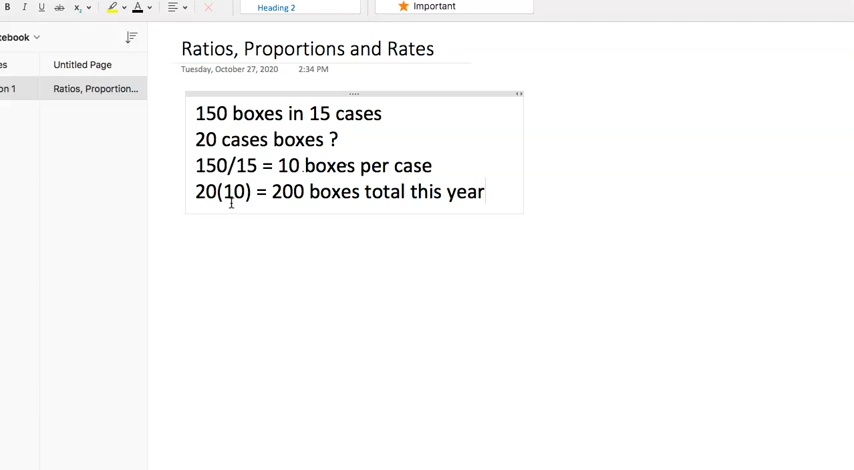 B I U ab x
A
Heading 2
Important
tebook
es
Untitled Page
on 1
Ratios, Proportion...
Ratios, Proportions and Rates
Tuesday, October 27, 2020 2:34 PM
150 boxes in 15 cases
20 cases boxes ?
150/15 = 10 boxes per case
20(10) = 200 boxes total this year